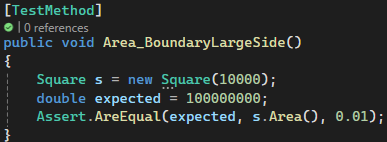 [TestMethod]
| 0 references
public void Area_BoundaryLargeSide()
{
Square s = new Square(10000);
double expected = 100000000;
Assert.AreEqual(expected, s.Area(), 0.01);
}